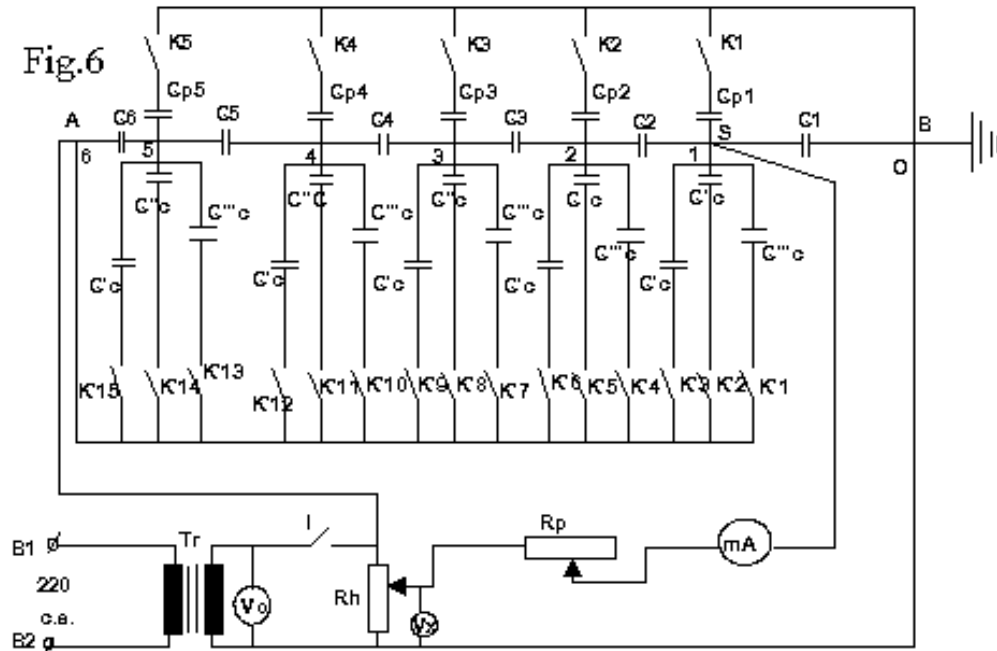 K5 K4 K3 K2 K1
Fig.6
Cp5 Cp4 Cp3 Cp2 Cp1
A C6 C5 C4 C3 C2 S C1 B
6 5 4 3 2 1 O
C"c C"C C"c C'c C'c
C'''c C'''c C'''c C'''c C'''c
C'c C'c C'c C'c C'c
K'15 K'14 K'13 K'12 K'11 K'10 K'9 K'8 K'7 K'6 K'5 K'4 K'3 K'2 K'1
B1 Tr I Rp mA
220 Vo Rh Vx
c.a.
B2